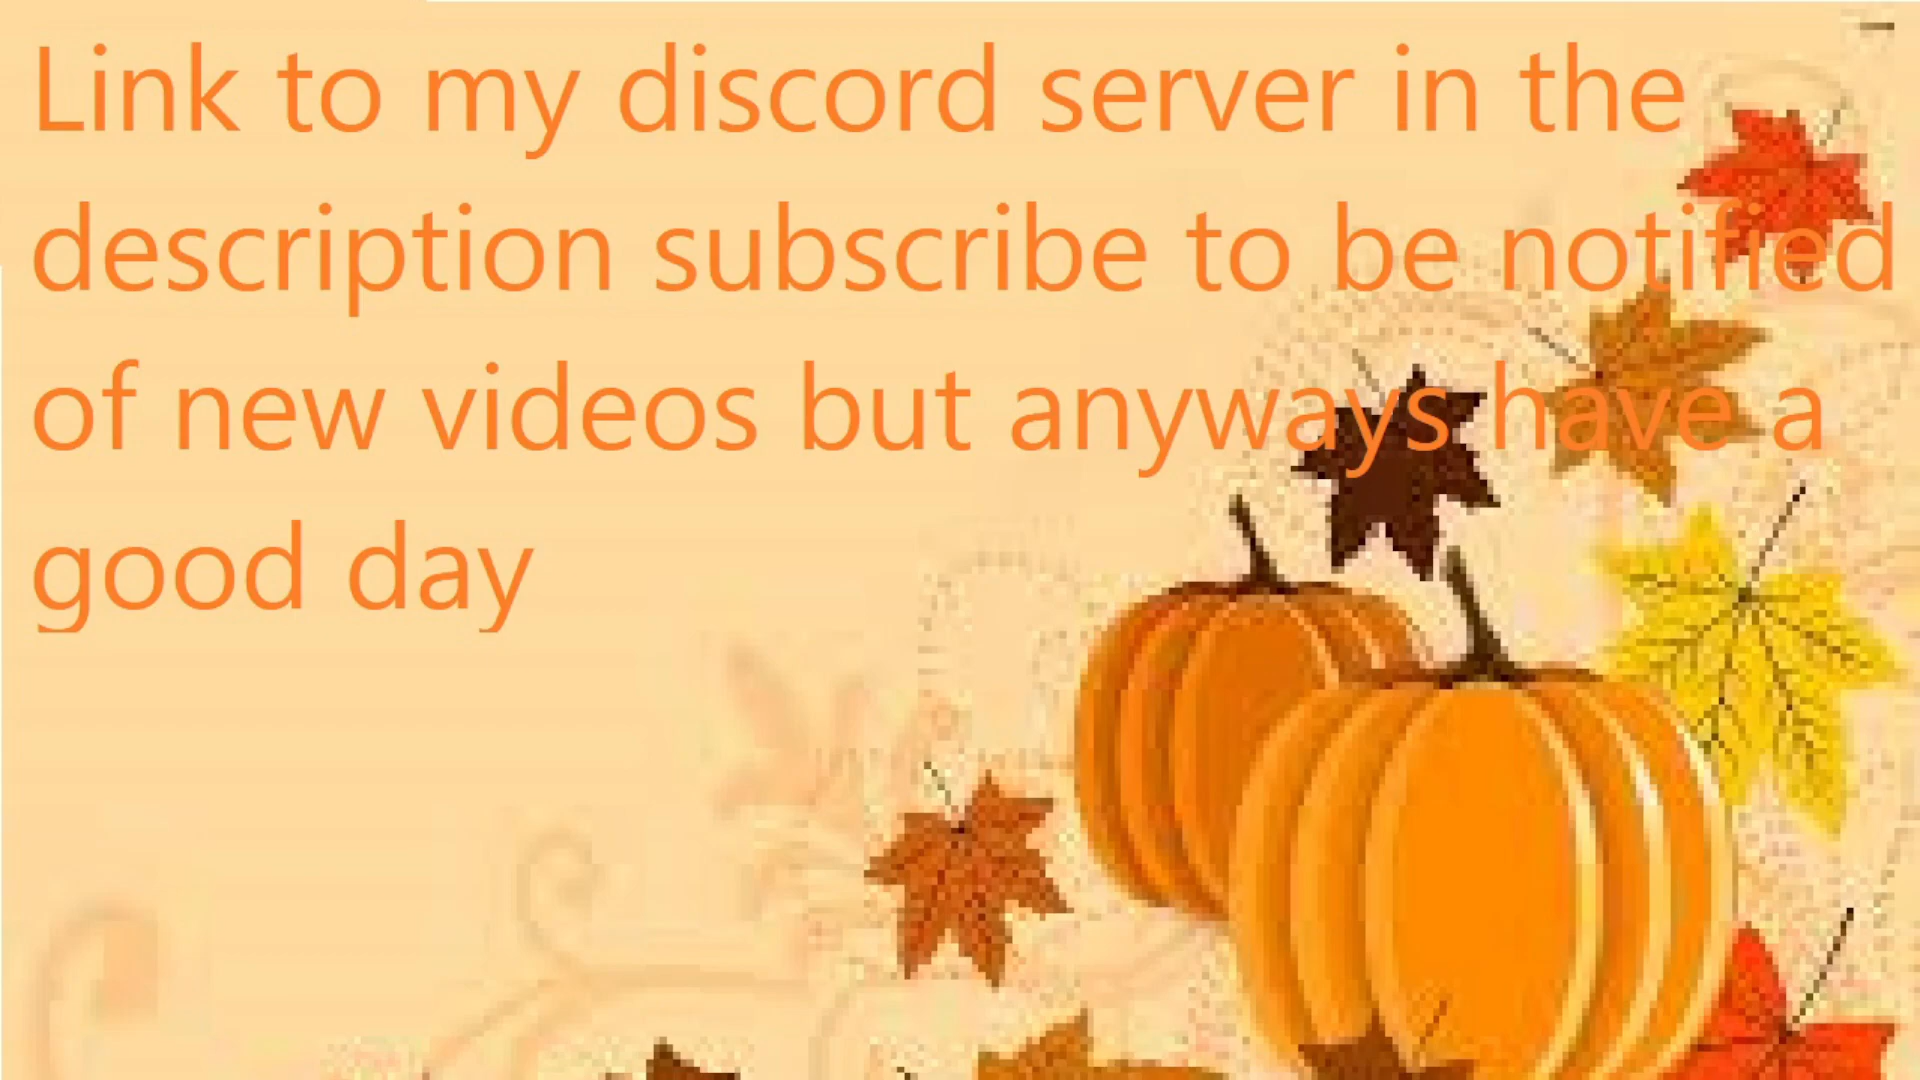 Link to my discord server in the
description subscribe to be notified
of new videos but anyways have a
good day